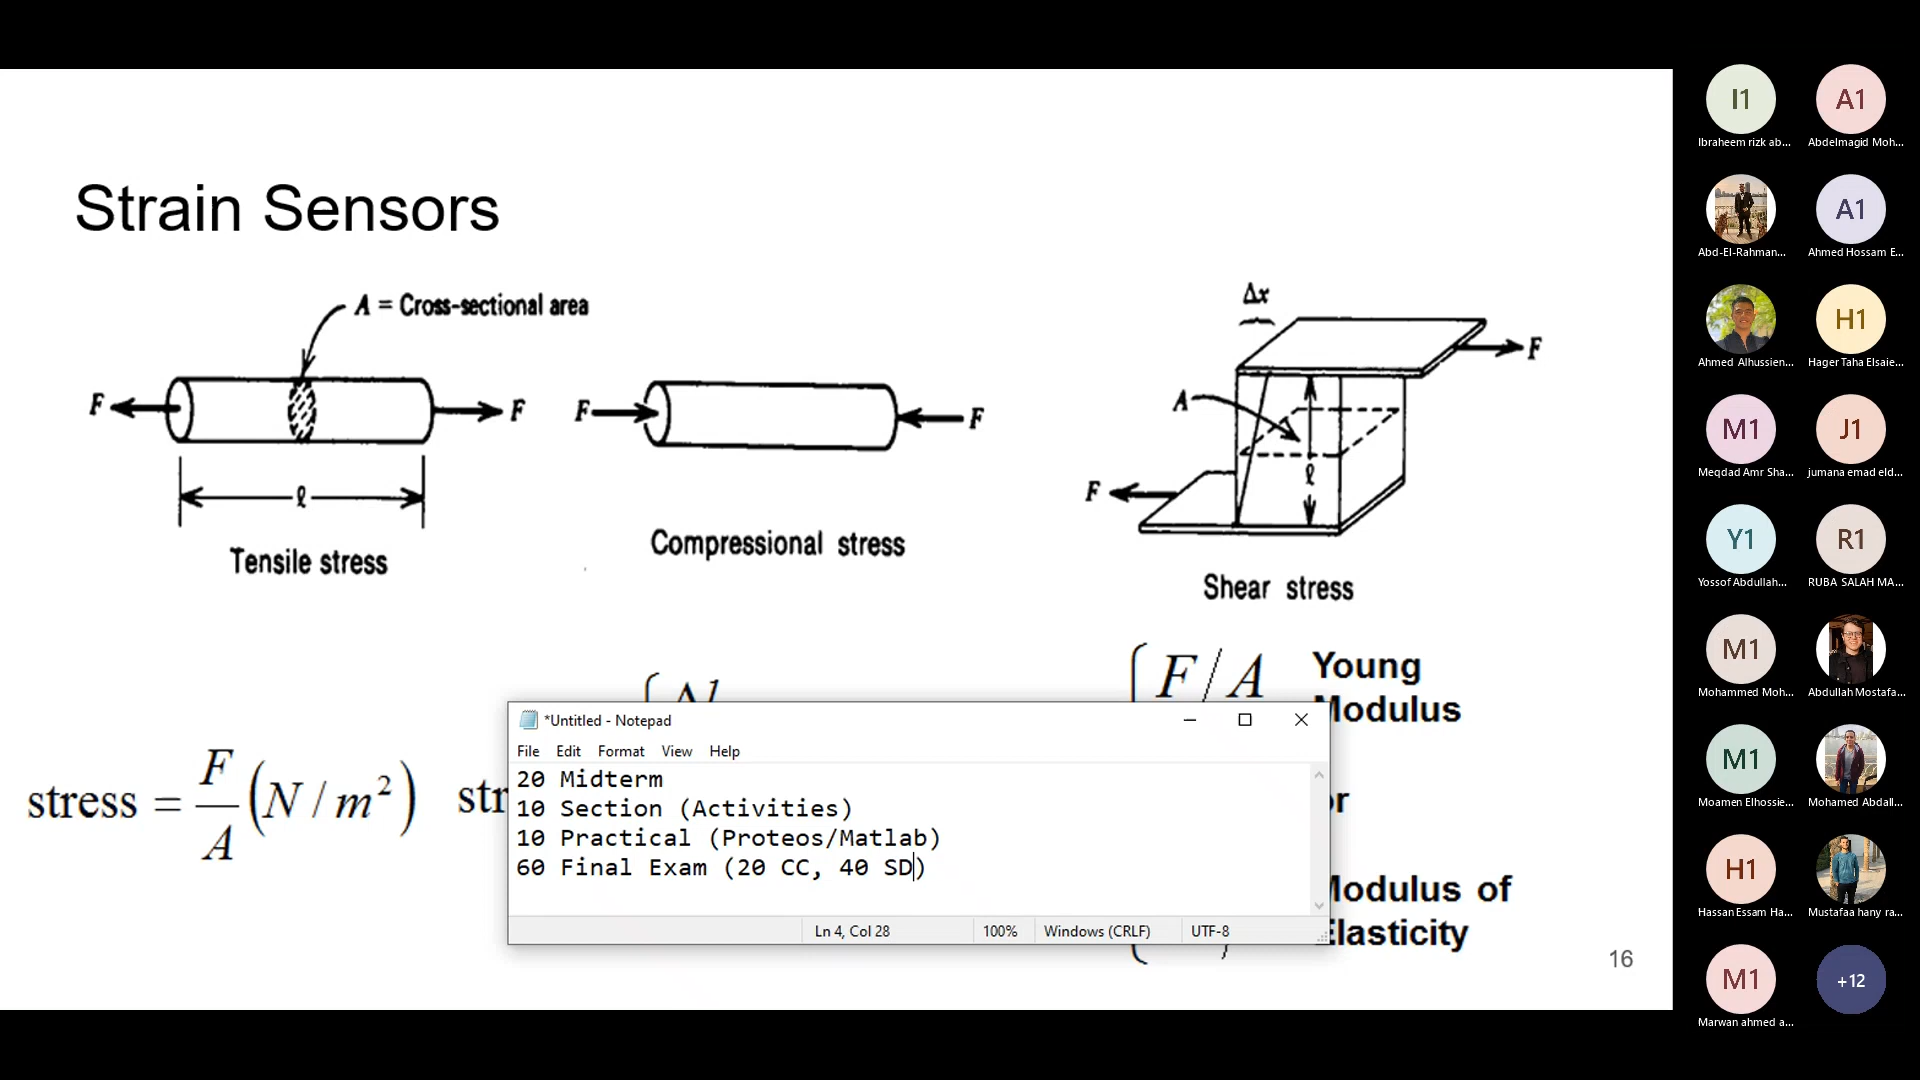 Strain Sensors
A = Cross-sectional area
F
F
ℓ
Tensile stress
F
F
Compressional stress
Δx
F
A
ℓ
F
Shear stress
stress = F/A (N/m²)
str
Δl
F/A
Young
Modulus
or
Modulus of
Elasticity
16
*Untitled - Notepad
File Edit Format View Help
20 Midterm
10 Section (Activities)
10 Practical (Proteos/Matlab)
60 Final Exam (20 CC, 40 SD)
Ln 4, Col 28 100% Windows (CRLF) UTF-8
I1 A1
Ibraheem rizk ab... Abdelmagid Moh...
A1
Abd-El-Rahman... Ahmed Hossam E...
H1
Ahmed Alhussien... Hager Taha Elsaie...
M1 J1
Meqdad Amr Sha... jumana emad eld...
Y1 R1
Yossof Abdullah... RUBA SALAH MA...
M1
Mohammed Moh... Abdullah Mostafa...
M1
Moamen Elhossie... Mohamed Abdall...
H1
Hassan Essam Ha... Mustafaa hany ra...
M1 +12
Marwan ahmed a...